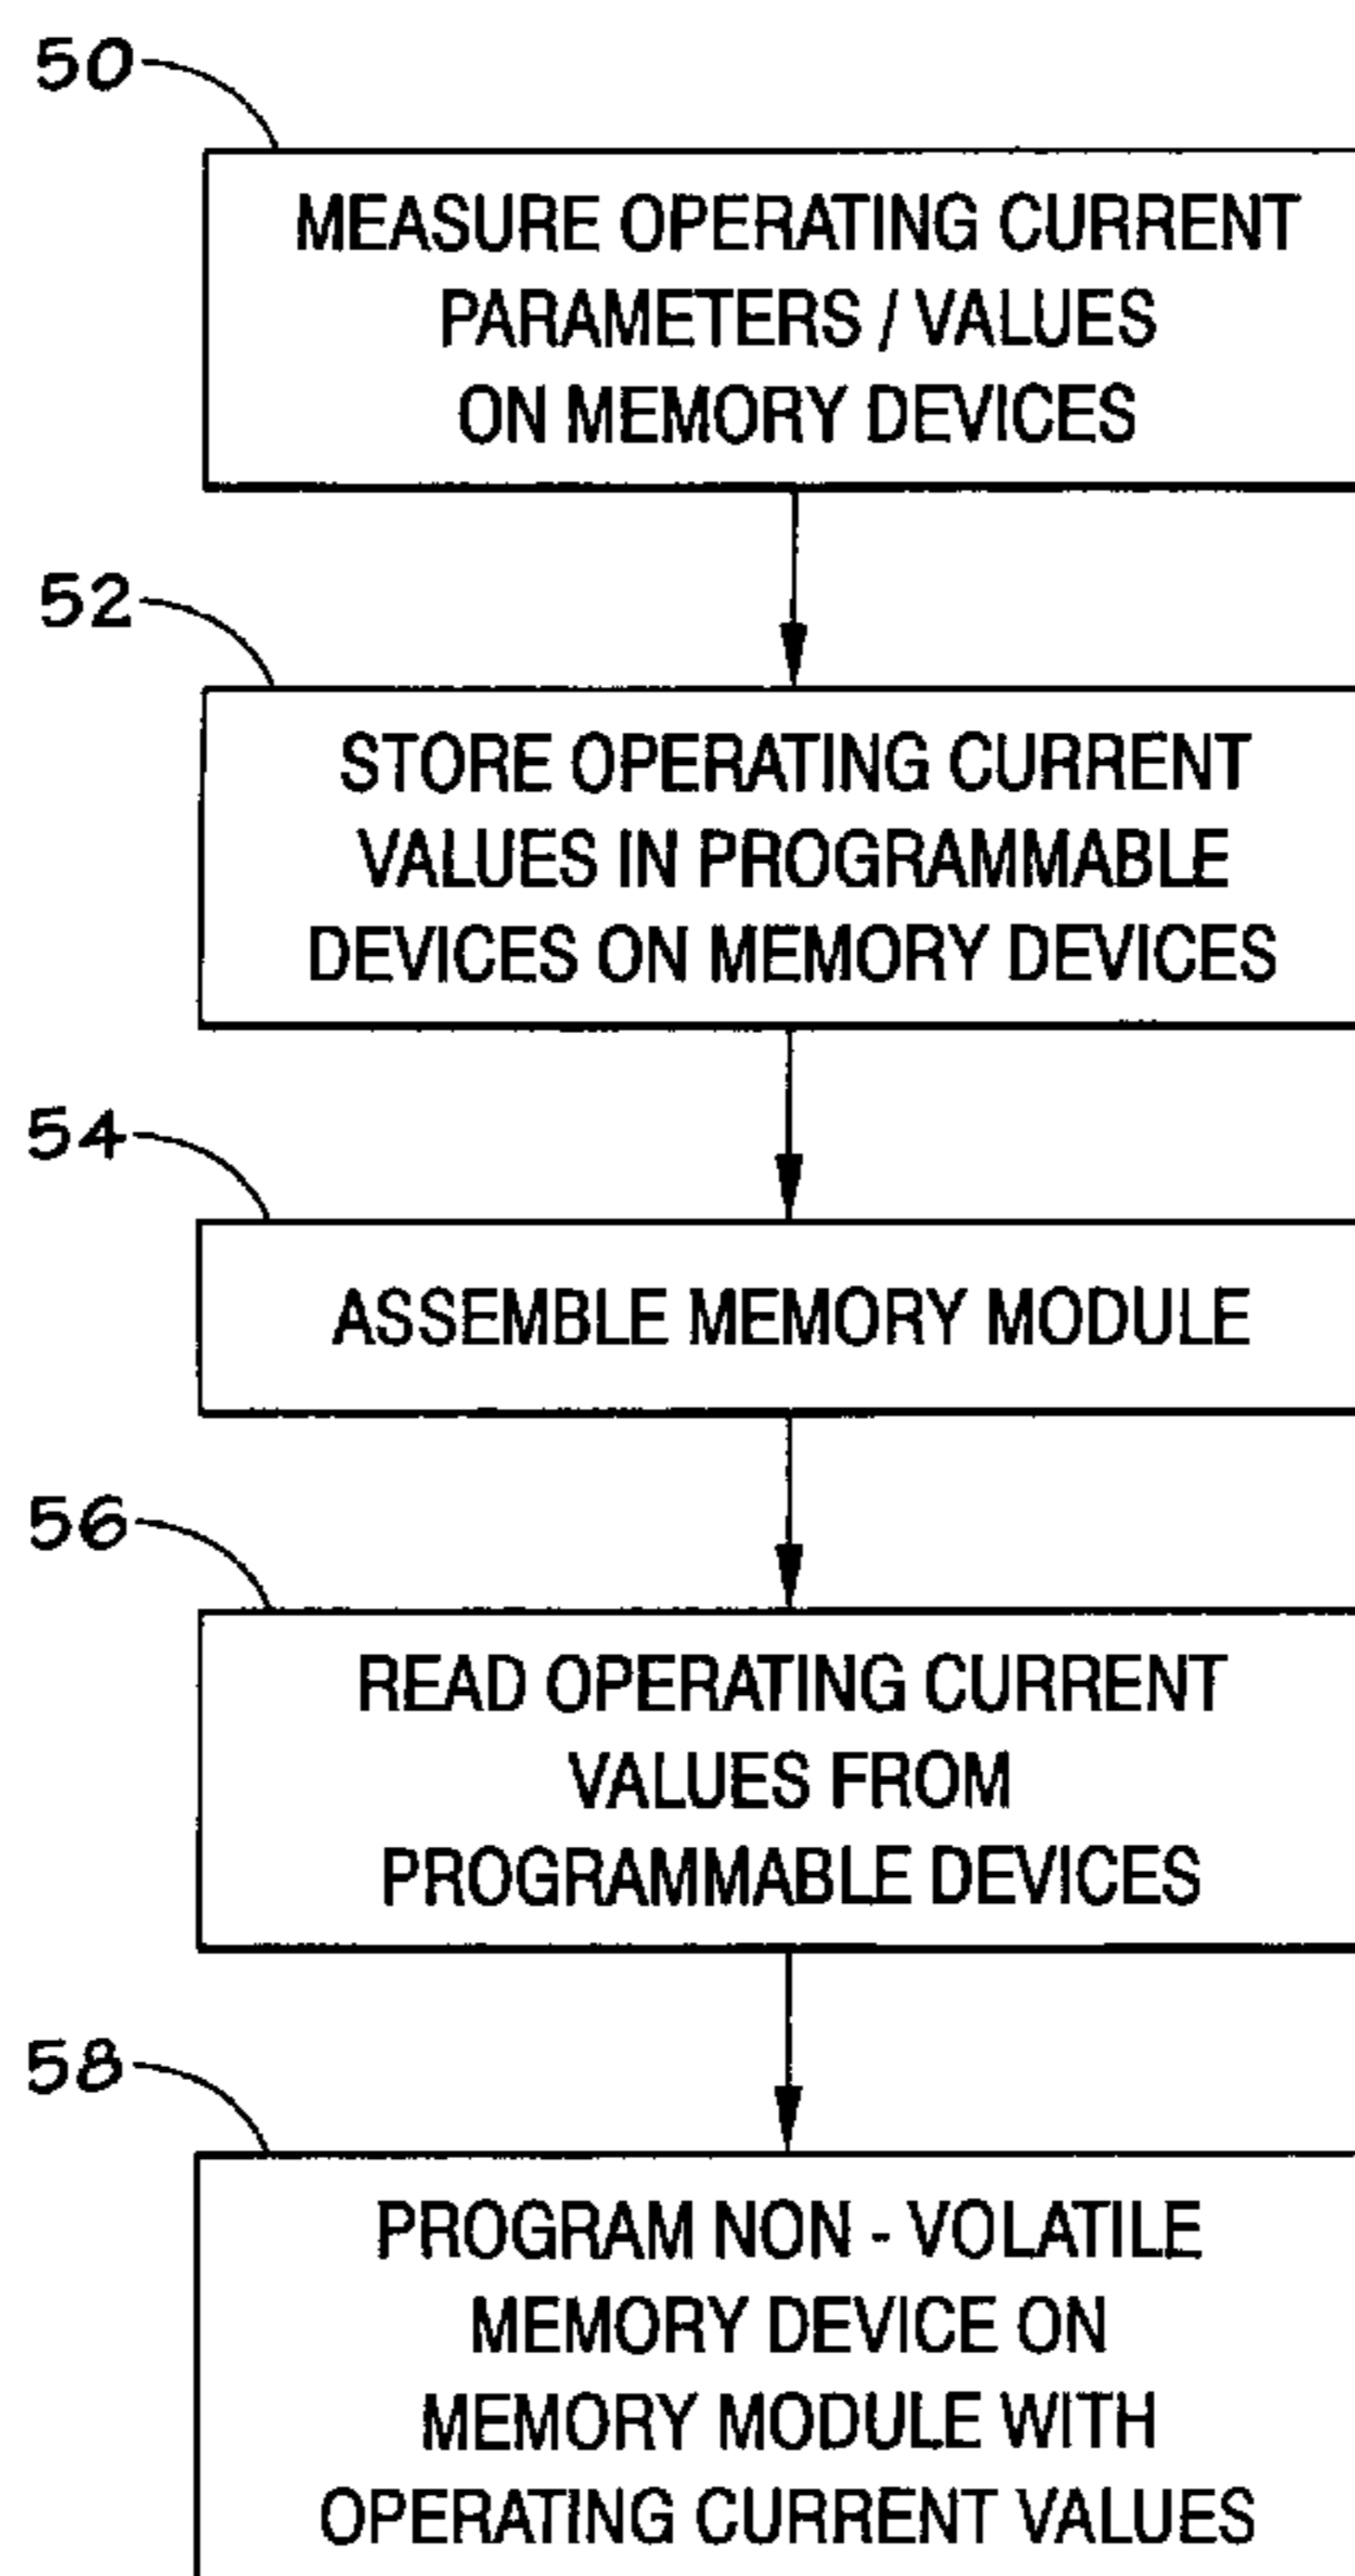 50
MEASURE OPERATING CURRENT
PARAMETERS / VALUES
ON MEMORY DEVICES
52
STORE OPERATING CURRENT
VALUES IN PROGRAMMABLE
DEVICES ON MEMORY DEVICES
54
ASSEMBLE MEMORY MODULE
56
READ OPERATING CURRENT
VALUES FROM
PROGRAMMABLE DEVICES
58
PROGRAM NON - VOLATILE
MEMORY DEVICE ON
MEMORY MODULE WITH
OPERATING CURRENT VALUES